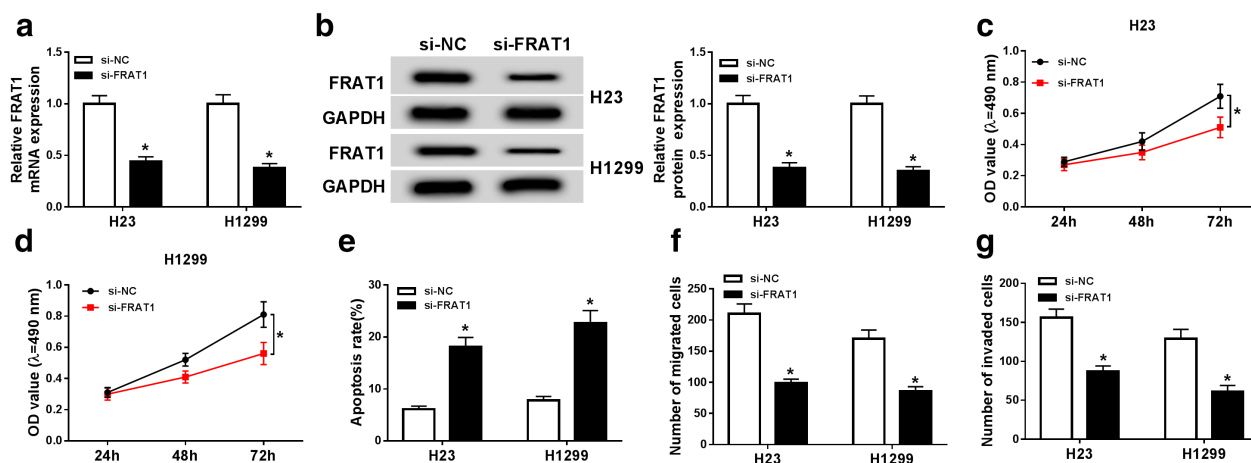 a
si-NC
si-FRAT1
Relative FRAT1
mRNA expression
1.5
1.0
0.5
0.0
*
*
H23
H1299
b
si-NC
si-FRAT1
FRAT1
GAPDH
H23
FRAT1
GAPDH
H1299
si-NC
si-FRAT1
Relative FRAT1
protein expression
1.5
1.0
0.5
0.0
*
*
H23
H1299
c
H23
si-NC
si-FRAT1
OD value (λ=490 nm)
1.0
0.8
0.6
0.4
0.2
0.0
*
24h
48h
72h
d
H1299
si-NC
si-FRAT1
OD value (λ=490 nm)
1.0
0.8
0.6
0.4
0.2
0.0
*
24h
48h
72h
e
si-NC
si-FRAT1
Apoptosis rate(%)
30
20
10
0
*
*
H23
H1299
f
si-NC
si-FRAT1
Number of migrated cells
250
200
150
100
50
0
*
*
H23
H1299
g
si-NC
si-FRAT1
Number of invaded cells
200
150
100
50
0
*
*
H23
H1299